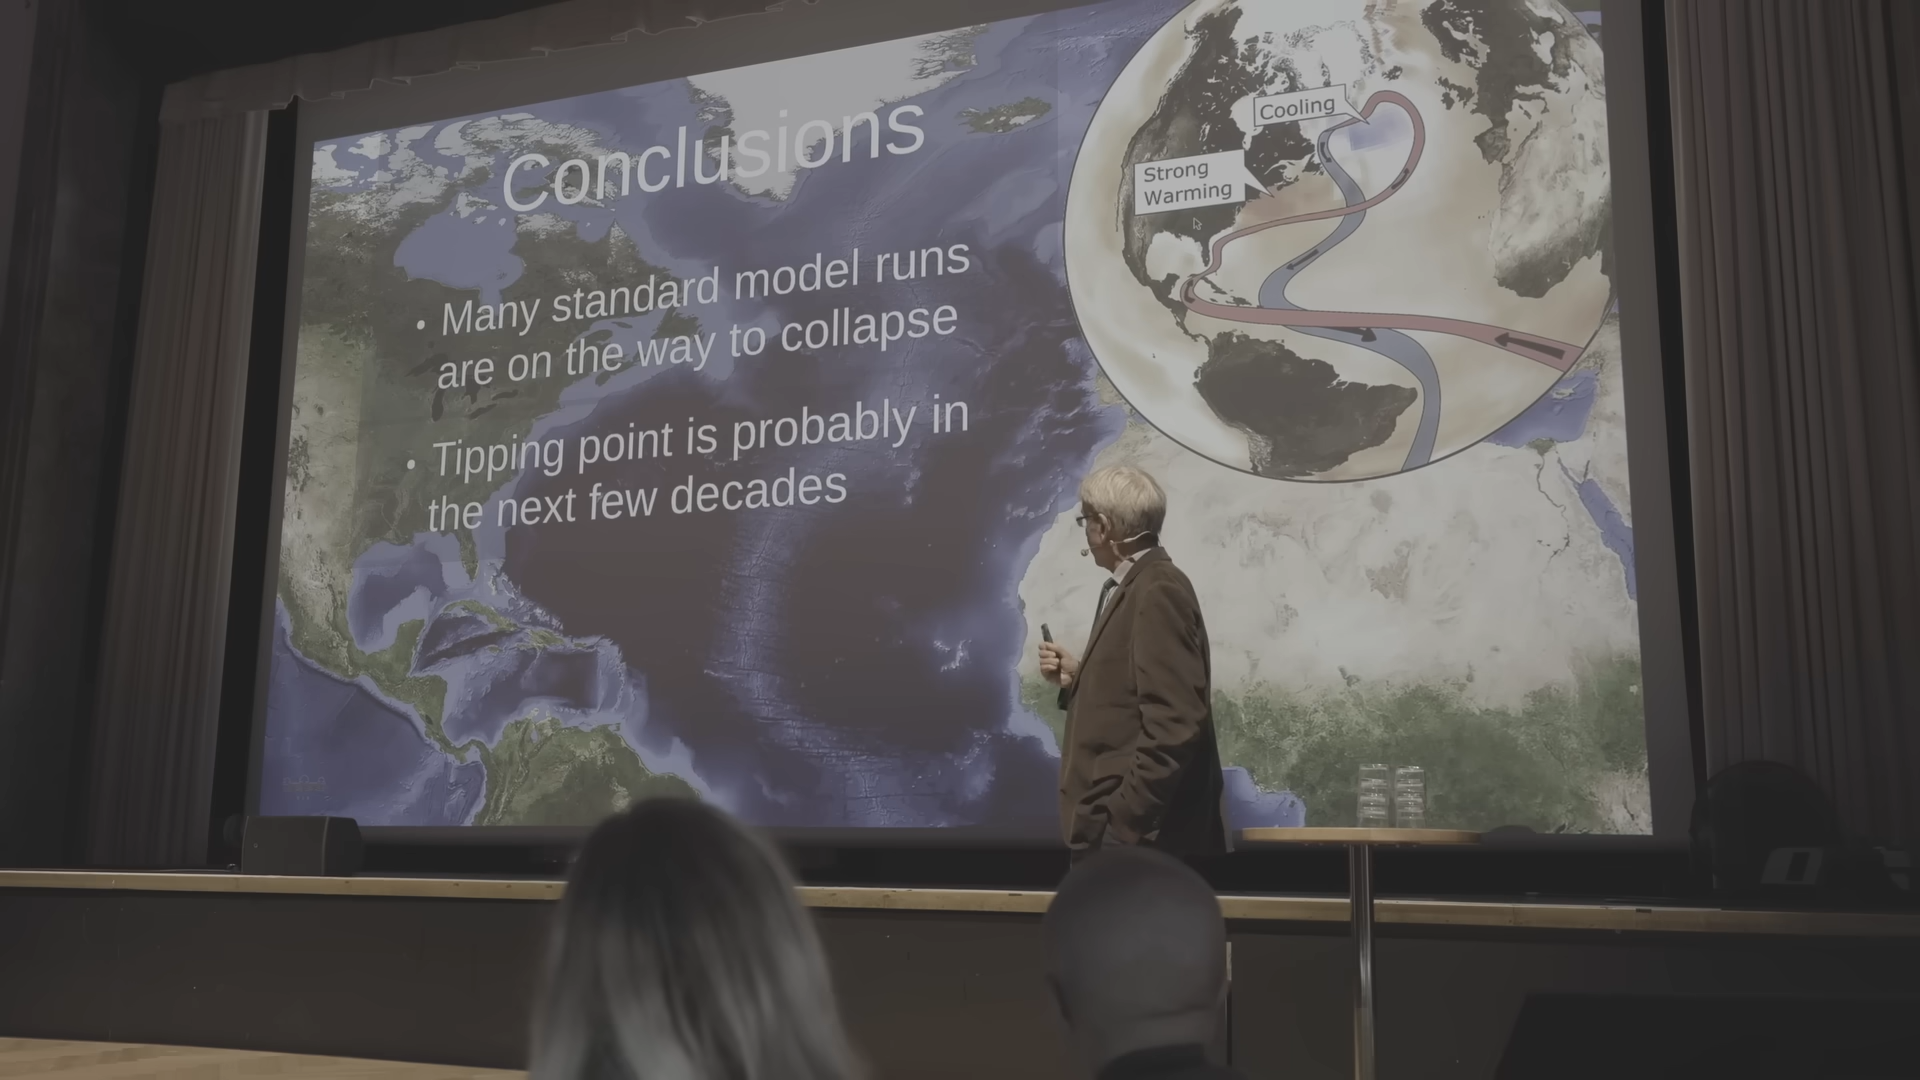 Conclusions
• Many standard model runs
are on the way to collapse
• Tipping point is probably in
the next few decades
Cooling
Strong
Warming